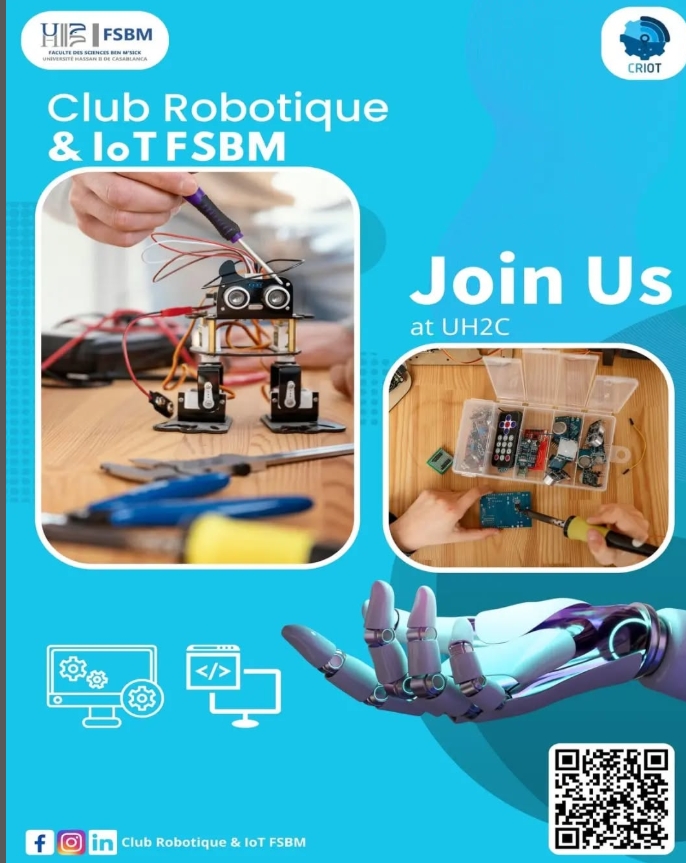 UH2C | FSBM
FACULTÉ DES SCIENCES BEN M'SICK
UNIVERSITÉ HASSAN II DE CASABLANCA
CRIOT
Club Robotique
& IoT FSBM
Join Us
at UH2C
</>
Club Robotique & IoT FSBM